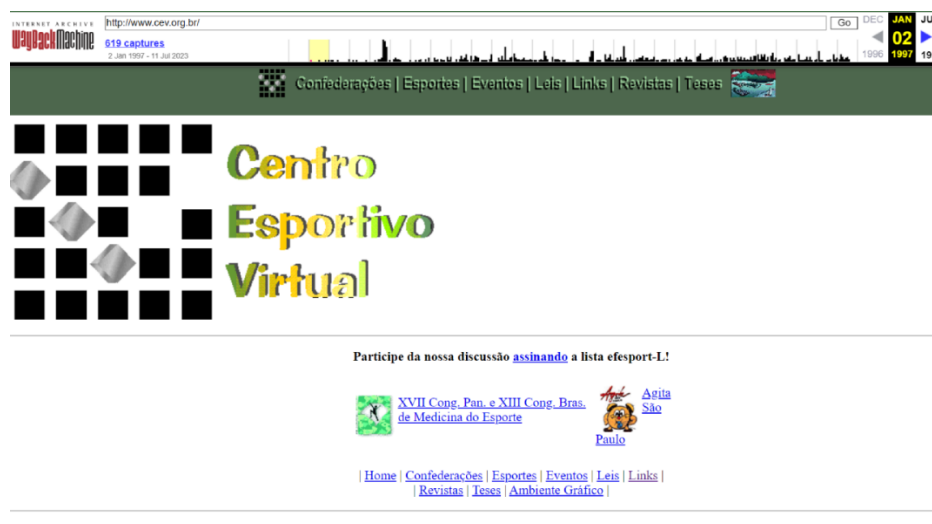 INTERNET ARCHIVE
WayBackMachine
http://www.cev.org.br/
Go
DEC JAN JU
619 captures
02
2 Jan 1997 - 11 Jul 2023
1996 1997 19
Confederações | Esportes | Eventos | Leis | Links | Revistas | Teses
Centro
Esportivo
Virtual
Participe da nossa discussão assinando a lista efesport-L!
XVII Cong. Pan. e XIII Cong. Bras.
de Medicina do Esporte
Agita
Agita
São
Paulo
| Home | Confederações | Esportes | Eventos | Leis | Links |
| Revistas | Teses | Ambiente Gráfico |